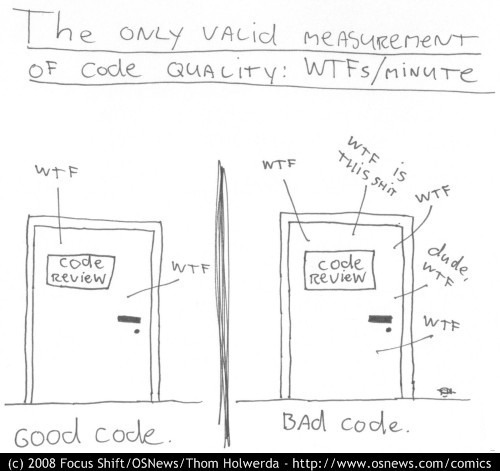 The ONLY VALID MEASUREMENT
OF CODE QUALITY: WTFs/MINUTE
WTF
CODE
REVIEW
WTF
GOOD CODE.
WTF
WTF IS
THIS SHIT
WTF
CODE
REVIEW
dude,
WTF
WTF
BAd code.
(c) 2008 Focus Shift/OSNews/Thom Holwerda - http://www.osnews.com/comics